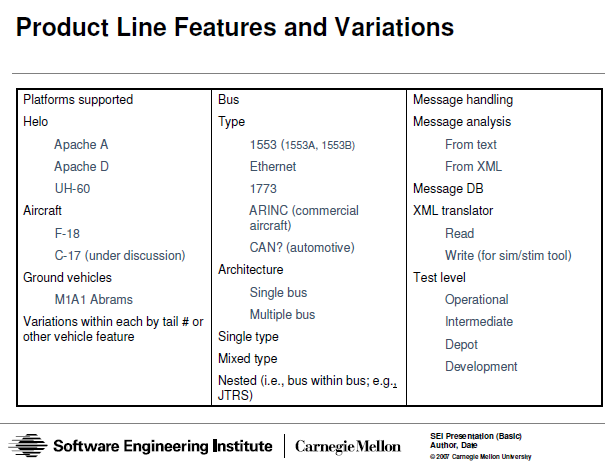 Product Line Features and Variations
Platforms supported
Helo
Apache A
Apache D
UH-60
Aircraft
F-18
C-17 (under discussion)
Ground vehicles
M1A1 Abrams
Variations within each by tail # or
other vehicle feature
Bus
Type
1553 (1553A, 1553B)
Ethernet
1773
ARINC (commercial
aircraft)
CAN? (automotive)
Architecture
Single bus
Multiple bus
Single type
Mixed type
Nested (i.e., bus within bus; e.g.,
JTRS)
Message handling
Message analysis
From text
From XML
Message DB
XML translator
Read
Write (for sim/stim tool)
Test level
Operational
Intermediate
Depot
Development
Software Engineering Institute
Carnegie Mellon
SEI Presentation (Basic)
Author, Date
© 2007 Carnegie Mellon University